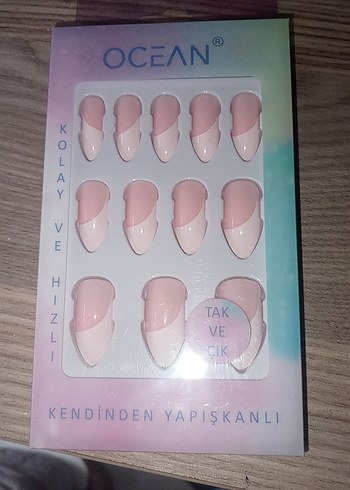 OCEAN®
KOLAY VE HIZLI
TAK
VE
ÇIK
KENDİNDEN YAPIŞKANLI